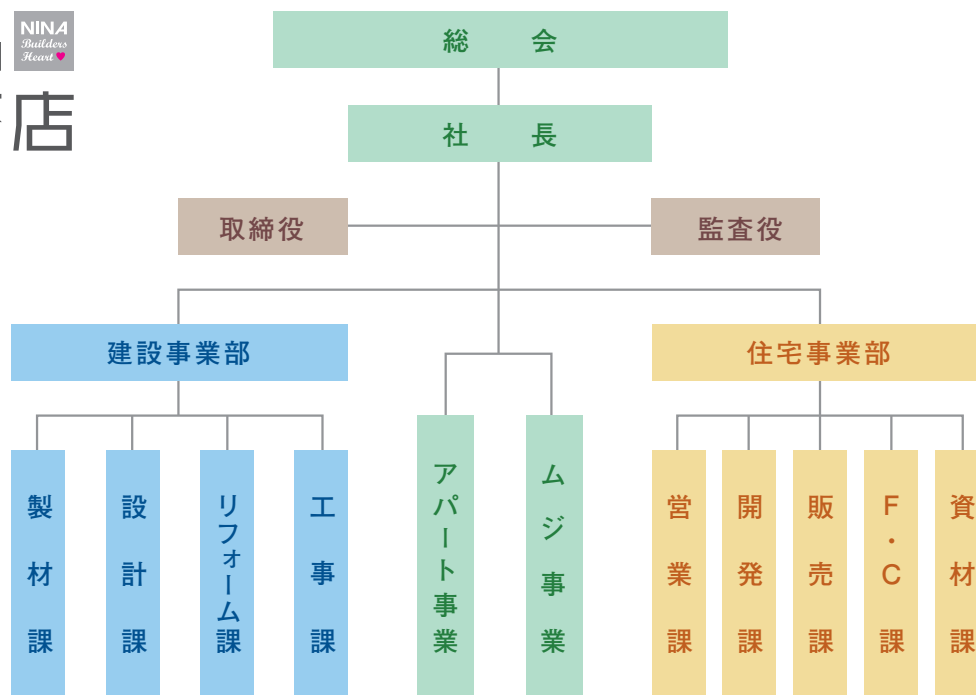 NINA
Builders
Heart
店
総会
社長
取締役
監査役
建設事業部
住宅事業部
製材課
設計課
リフォーム課
工事課
アパート事業
ムジ事業
営業課
開発課
販売課
F・C課
資材課